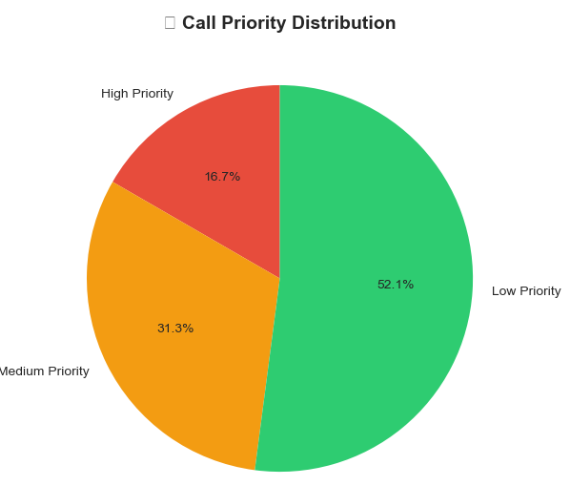 Call Priority Distribution
High Priority
16.7%
52.1%
Low Priority
31.3%
Medium Priority